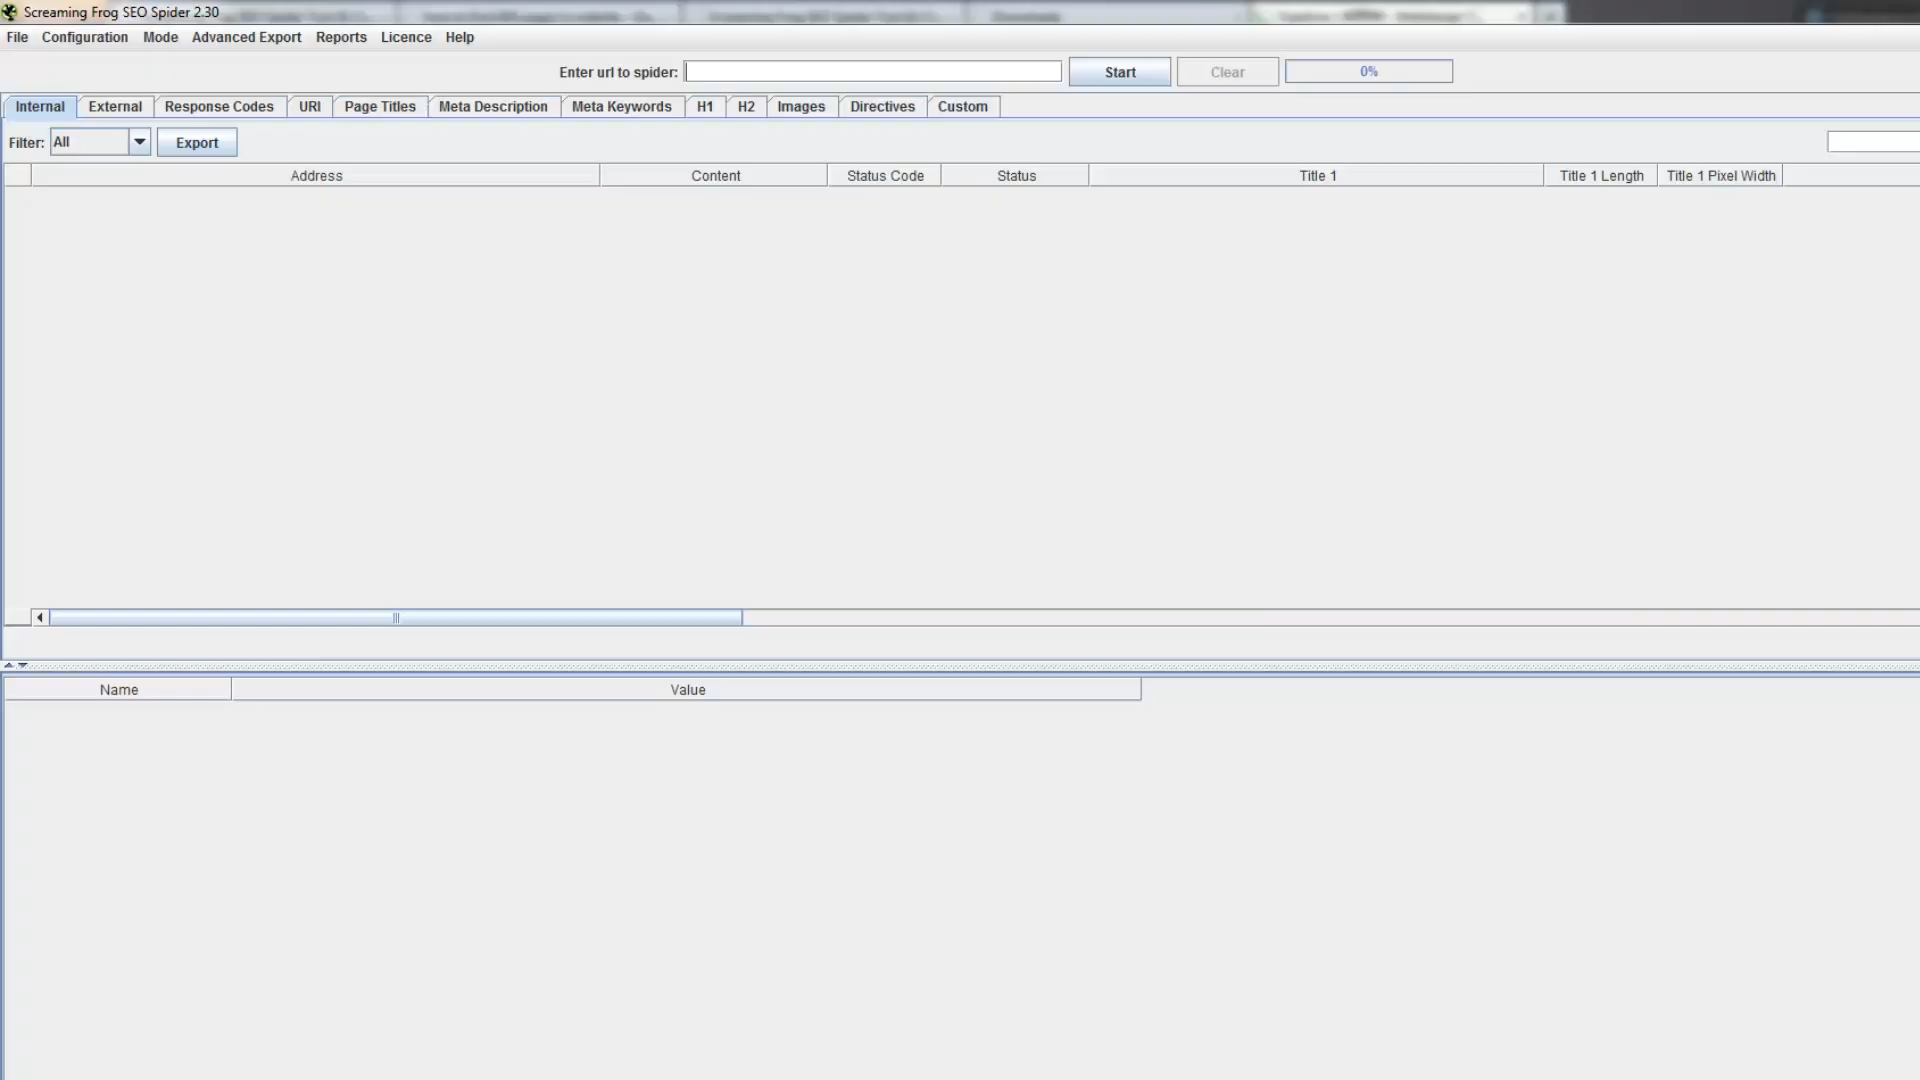 Screaming Frog SEO Spider 2.30
File Configuration Mode Advanced Export Reports Licence Help
Enter url to spider: Start Clear 0%
Internal External Response Codes URI Page Titles Meta Description Meta Keywords H1 H2 Images Directives Custom
Filter: All Export
Address Content Status Code Status Title 1 Title 1 Length Title 1 Pixel Width
Name Value